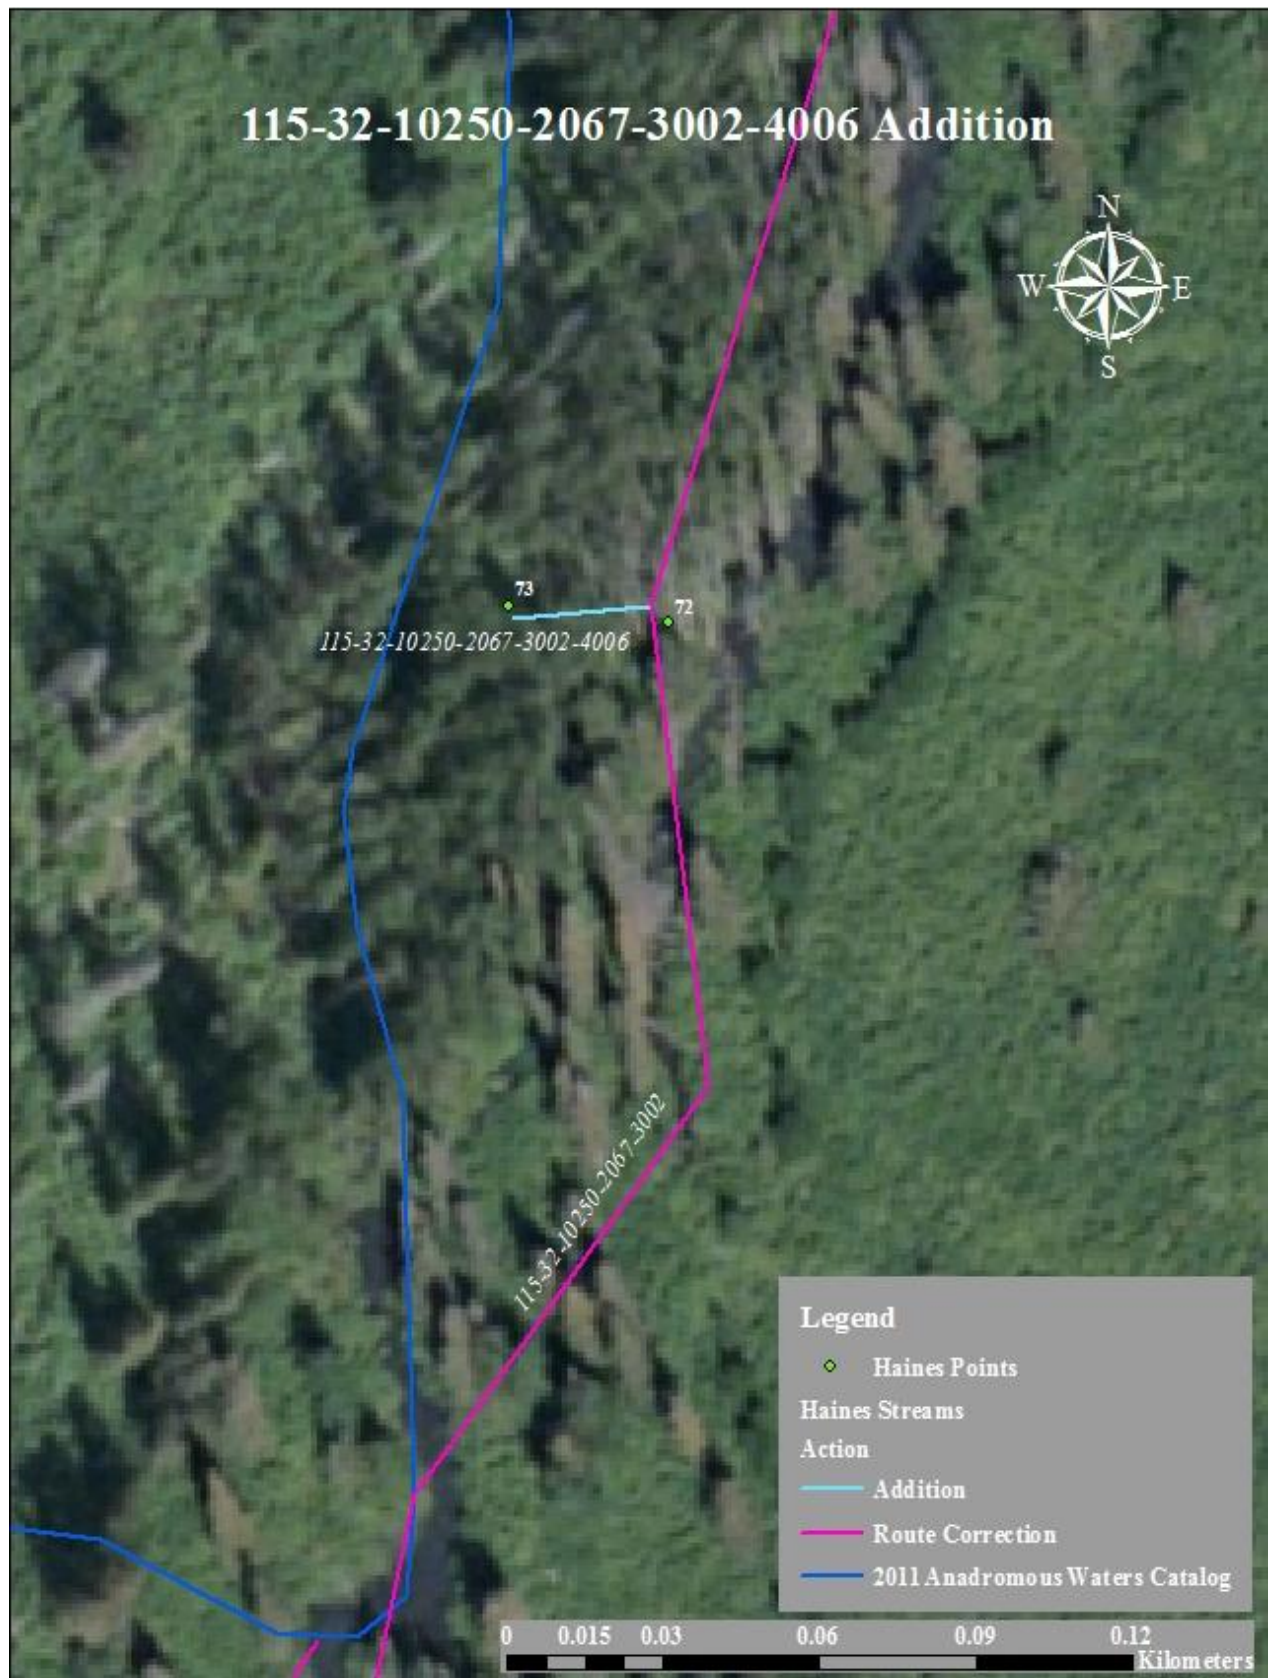 115-32-10250-2067-3002-4006 Addition
N
W
E
S
73
72
115-32-10250-2067-3002-4006
115-32-10250-2067-3002
Legend
Haines Points
Haines Streams
Action
Addition
Route Correction
2011 Anadromous Waters Catalog
0 0.015 0.03 0.06 0.09 0.12
Kilometers